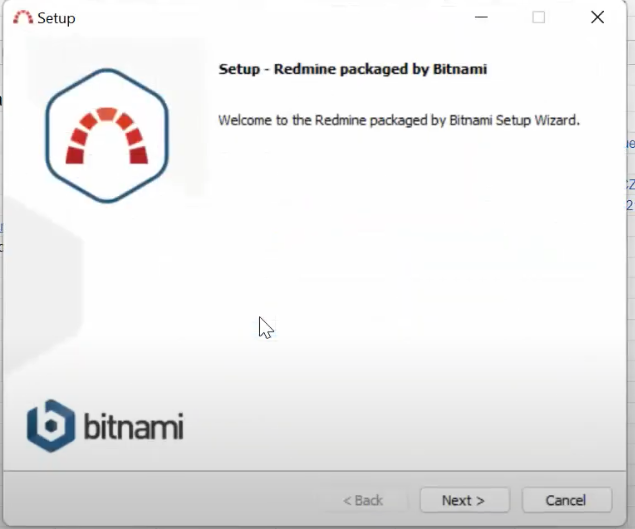 Setup
Setup - Redmine packaged by Bitnami
Welcome to the Redmine packaged by Bitnami Setup Wizard.
bitnami
< Back
Next >
Cancel